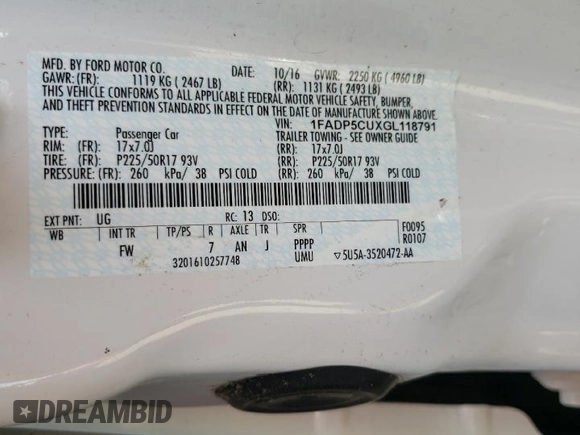 MFD. BY FORD MOTOR CO. DATE: 10/16 GVWR: 2250 KG ( 4960 LB)
GAWR: (FR): 1119 KG ( 2467 LB) (RR): 1131 KG ( 2493 LB)
THIS VEHICLE CONFORMS TO ALL APPLICABLE FEDERAL MOTOR VEHICLE SAFETY, BUMPER,
AND THEFT PREVENTION STANDARDS IN EFFECT ON THE DATE OF MANUFACTURE SHOWN ABOVE.
VIN: 1FADP5CUXGL118791
TYPE: Passenger Car TRAILER TOWING - SEE OWNER GUIDE
RIM: (FR): 17x7.0J (RR): 17x7.0J
TIRE: (FR): P225/50R17 93V (RR): P225/50R17 93V
PRESSURE: (FR): 260 kPa/ 38 PSI COLD (RR): 260 kPa/ 38 PSI COLD
EXT PNT: UG RC: 13 DSO:
WB INT TR TP/PS R AXLE TR SPR F0095
FW 7 AN J PPPP R0107
3201610257748 UMU ▽5U5A-3520472-AA
DREAMBID